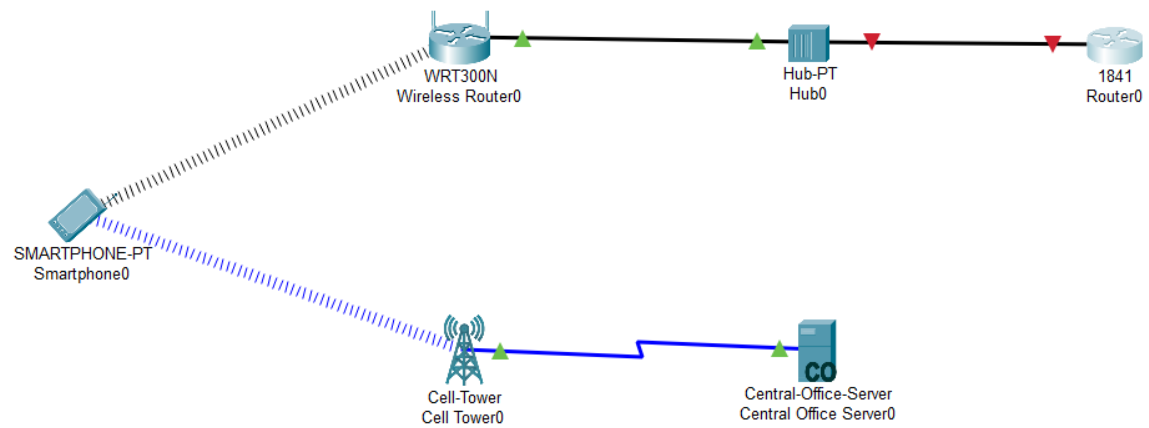 WRT300N
Wireless Router0
Hub-PT
Hub0
1841
Router0
SMARTPHONE-PT
Smartphone0
Cell-Tower
Cell Tower0
CO
Central-Office-Server
Central Office Server0